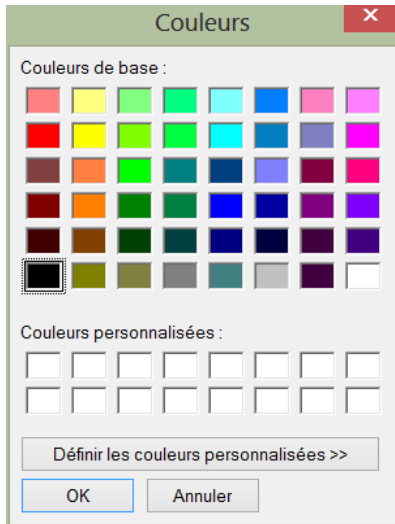 Couleurs
Couleurs de base :
Couleurs personnalisées :
Définir les couleurs personnalisées >>
OK
Annuler